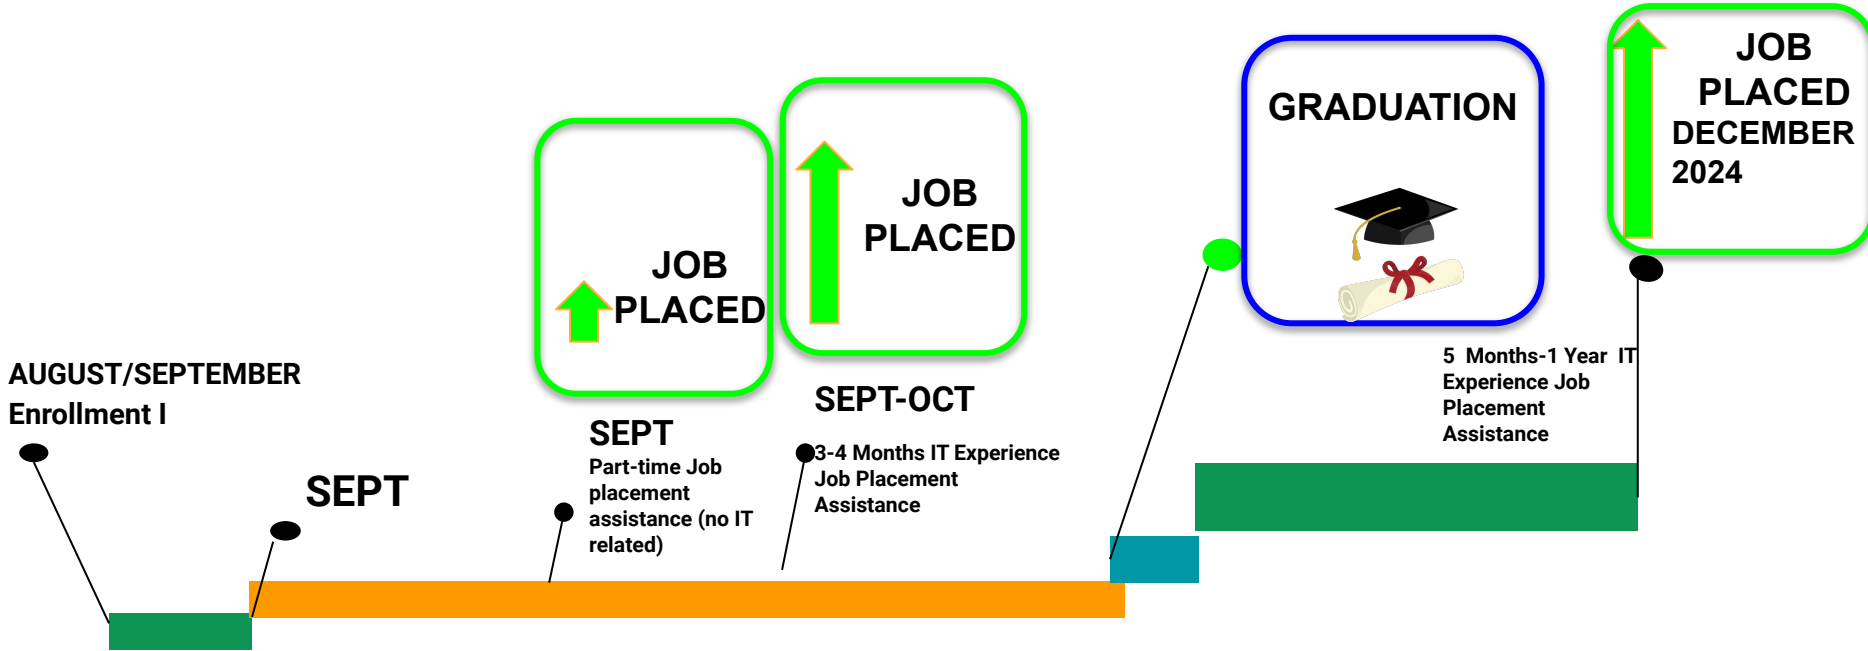 AUGUST/SEPTEMBER
Enrollment I
SEPT
JOB
PLACED
SEPT
Part-time Job
placement
assistance (no IT
related)
JOB
PLACED
SEPT-OCT
3-4 Months IT Experience
Job Placement
Assistance
GRADUATION
5 Months-1 Year IT
Experience Job
Placement
Assistance
JOB
PLACED
DECEMBER
2024